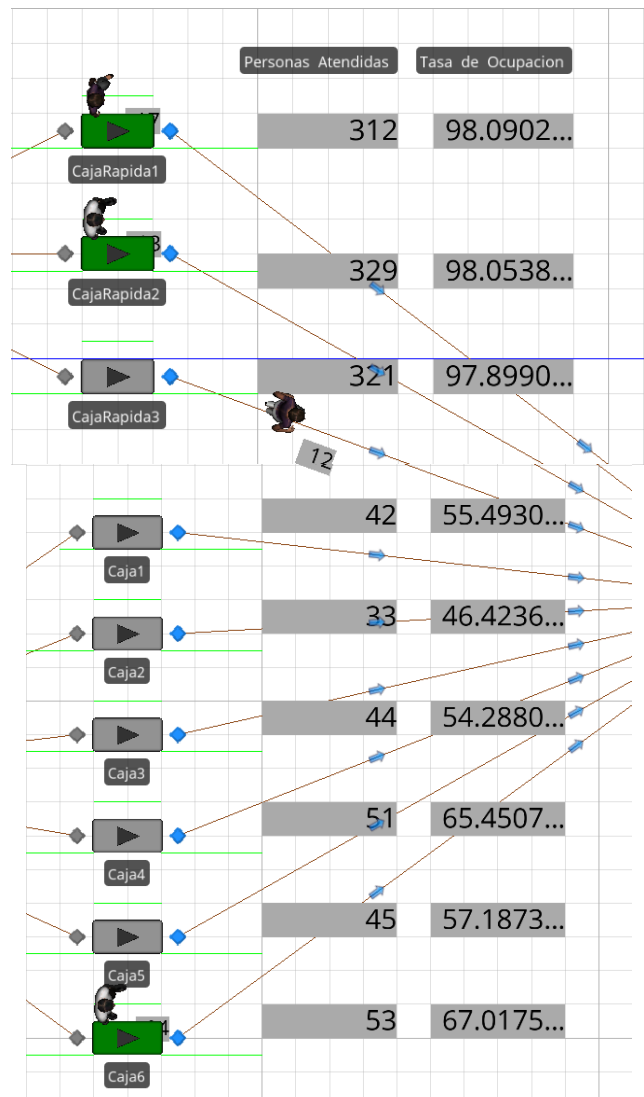 Personas Atendidas Tasa de Ocupacion
312 98.0902...
CajaRapida1
329 98.0538...
CajaRapida2
321 97.8990...
CajaRapida3
12
42 55.4930...
Caja1
33 46.4236...
Caja2
44 54.2880...
Caja3
51 65.4507...
Caja4
45 57.1873...
Caja5
53 67.0175...
Caja6